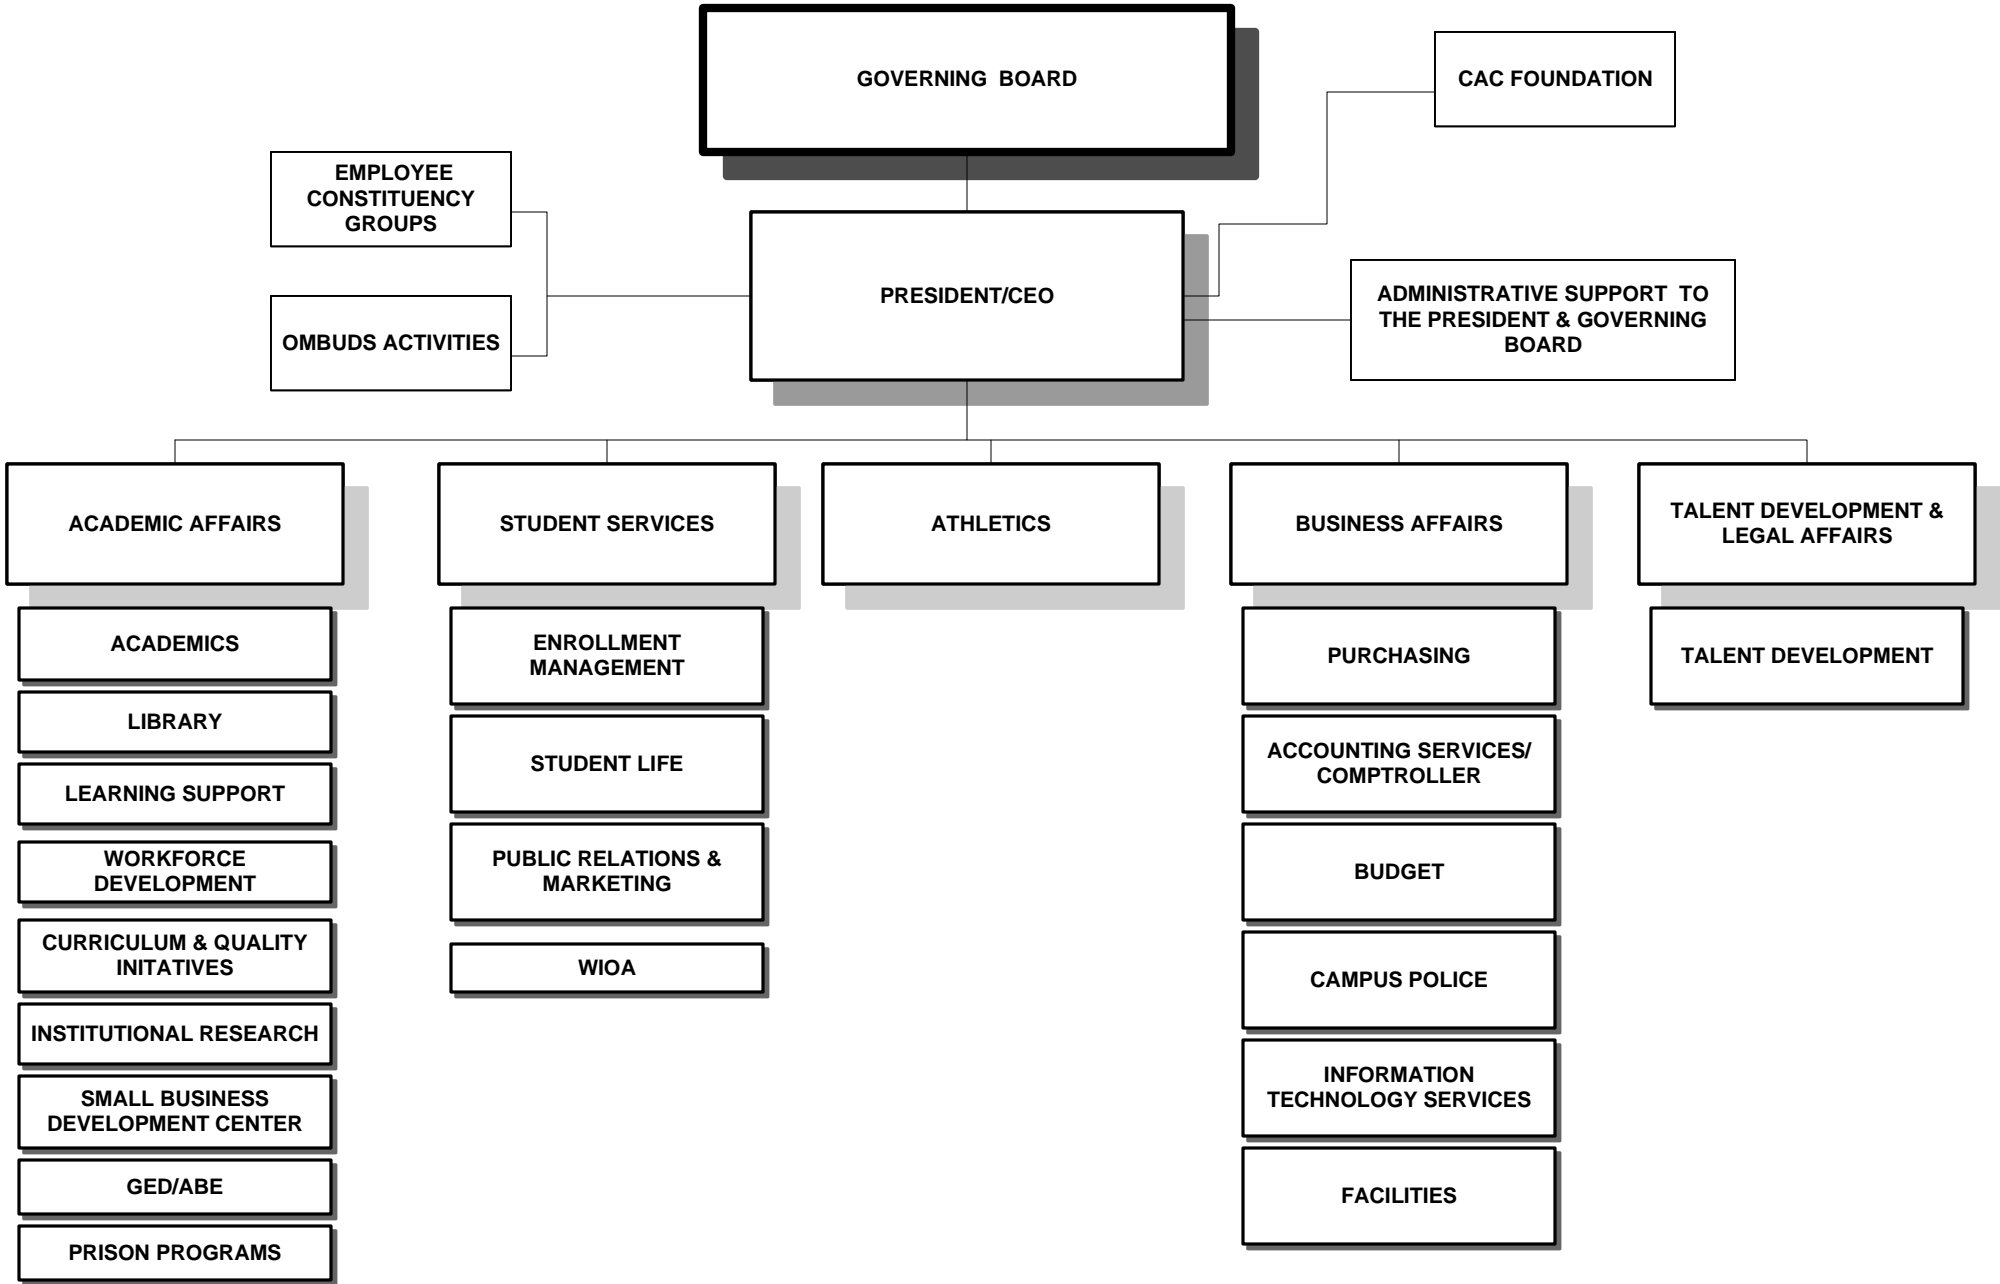 GOVERNING BOARD
CAC FOUNDATION
EMPLOYEE
CONSTITUENCY
GROUPS
PRESIDENT/CEO
ADMINISTRATIVE SUPPORT TO
THE PRESIDENT & GOVERNING
BOARD
OMBUDS ACTIVITIES
ACADEMIC AFFAIRS
STUDENT SERVICES
ATHLETICS
BUSINESS AFFAIRS
TALENT DEVELOPMENT &
LEGAL AFFAIRS
ACADEMICS
LIBRARY
LEARNING SUPPORT
WORKFORCE
DEVELOPMENT
CURRICULUM & QUALITY
INITATIVES
INSTITUTIONAL RESEARCH
SMALL BUSINESS
DEVELOPMENT CENTER
GED/ABE
PRISON PROGRAMS
ENROLLMENT
MANAGEMENT
STUDENT LIFE
PUBLIC RELATIONS &
MARKETING
WIOA
PURCHASING
ACCOUNTING SERVICES/
COMPTROLLER
BUDGET
CAMPUS POLICE
INFORMATION
TECHNOLOGY SERVICES
FACILITIES
TALENT DEVELOPMENT